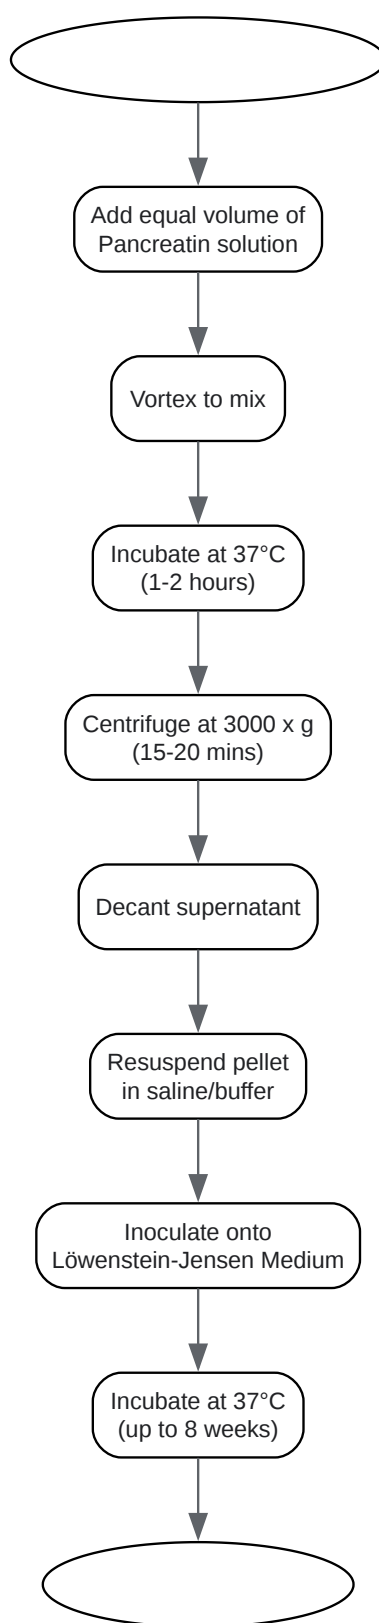 Add equal volume of
Pancreatin solution
Vortex to mix
Incubate at 37°C
(1-2 hours)
Centrifuge at 3000 x g
(15-20 mins)
Decant supernatant
Resuspend pellet
in saline/buffer
Inoculate onto
Löwenstein-Jensen Medium
Incubate at 37°C
(up to 8 weeks)